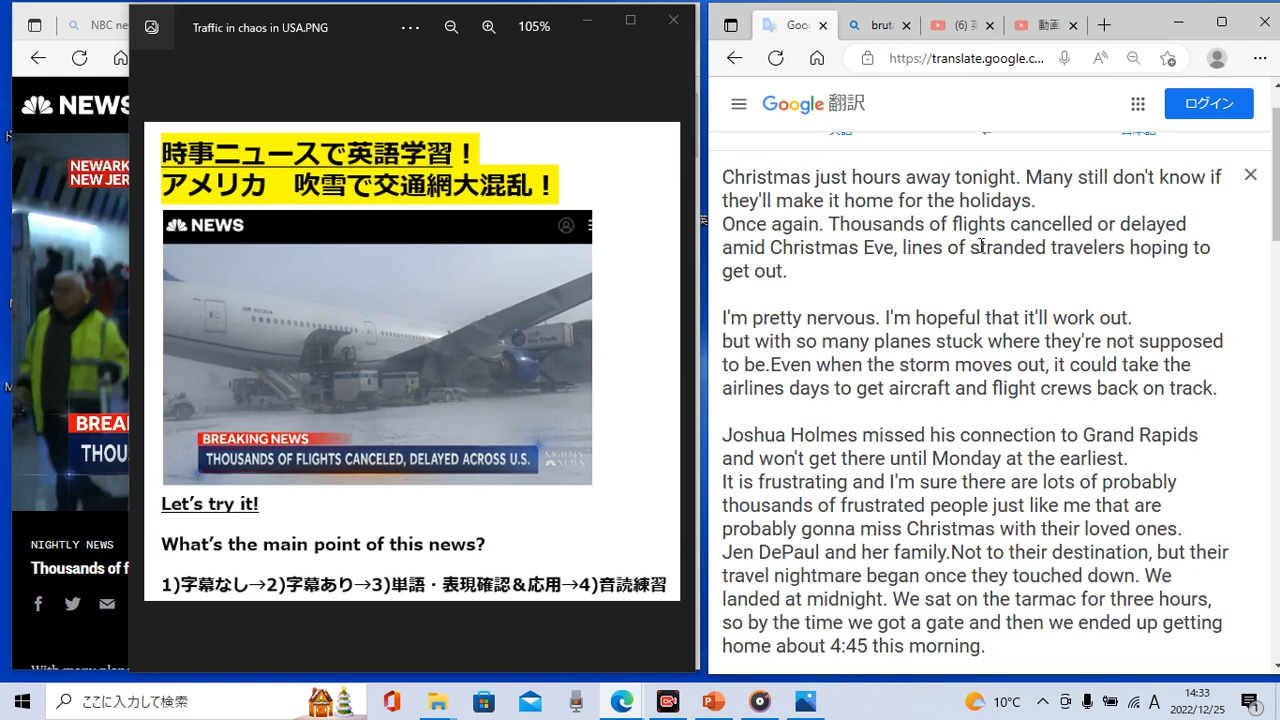 NBC ne
Traffic in chaos in USA.PNG
105%
NEWS
NEWARK
NEW JER
BREA
THOU
NIGHTLY NEWS
Thousands of f
時事ニュースで英語学習！
アメリカ　吹雪で交通網大混乱！
NEWS
BREAKING NEWS
THOUSANDS OF FLIGHTS CANCELED, DELAYED ACROSS U.S.
NIGHTLY NEWS
Let's try it!
What's the main point of this news?
1)字幕なし→2)字幕あり→3)単語・表現確認＆応用→4)音読練習
Goog
brut
(6)
動画
https://translate.google.c...
Google 翻訳
ログイン
英語
日本語
Christmas just hours away tonight. Many still don't know if
they'll make it home for the holidays.
Once again. Thousands of flights cancelled or delayed
amid Christmas Eve, lines of stranded travelers hoping to
get out.
I'm pretty nervous. I'm hopeful that it'll work out.
but with so many planes stuck where they're not supposed
to be.Even when the storm moves out, it could take the
airlines days to get aircraft and flight crews back on track.
Joshua Holmes missed his connection to Grand Rapids
and won't get there until Monday at the earliest.
It is frustrating and I'm sure there are lots of probably
thousands of frustrated people just like me that are
probably gonna miss Christmas with their loved ones.
Jen DePaul and her family.Not to their destination, but their
travel nightmare began once they touched down. We
landed at midnight. We sat on the tarmac for three hours,
so by the time we got a gate and then we ended up getting
home about 4:45 this morning.
ここに入力して検索
10°C
A
14:33
2022/12/25
1